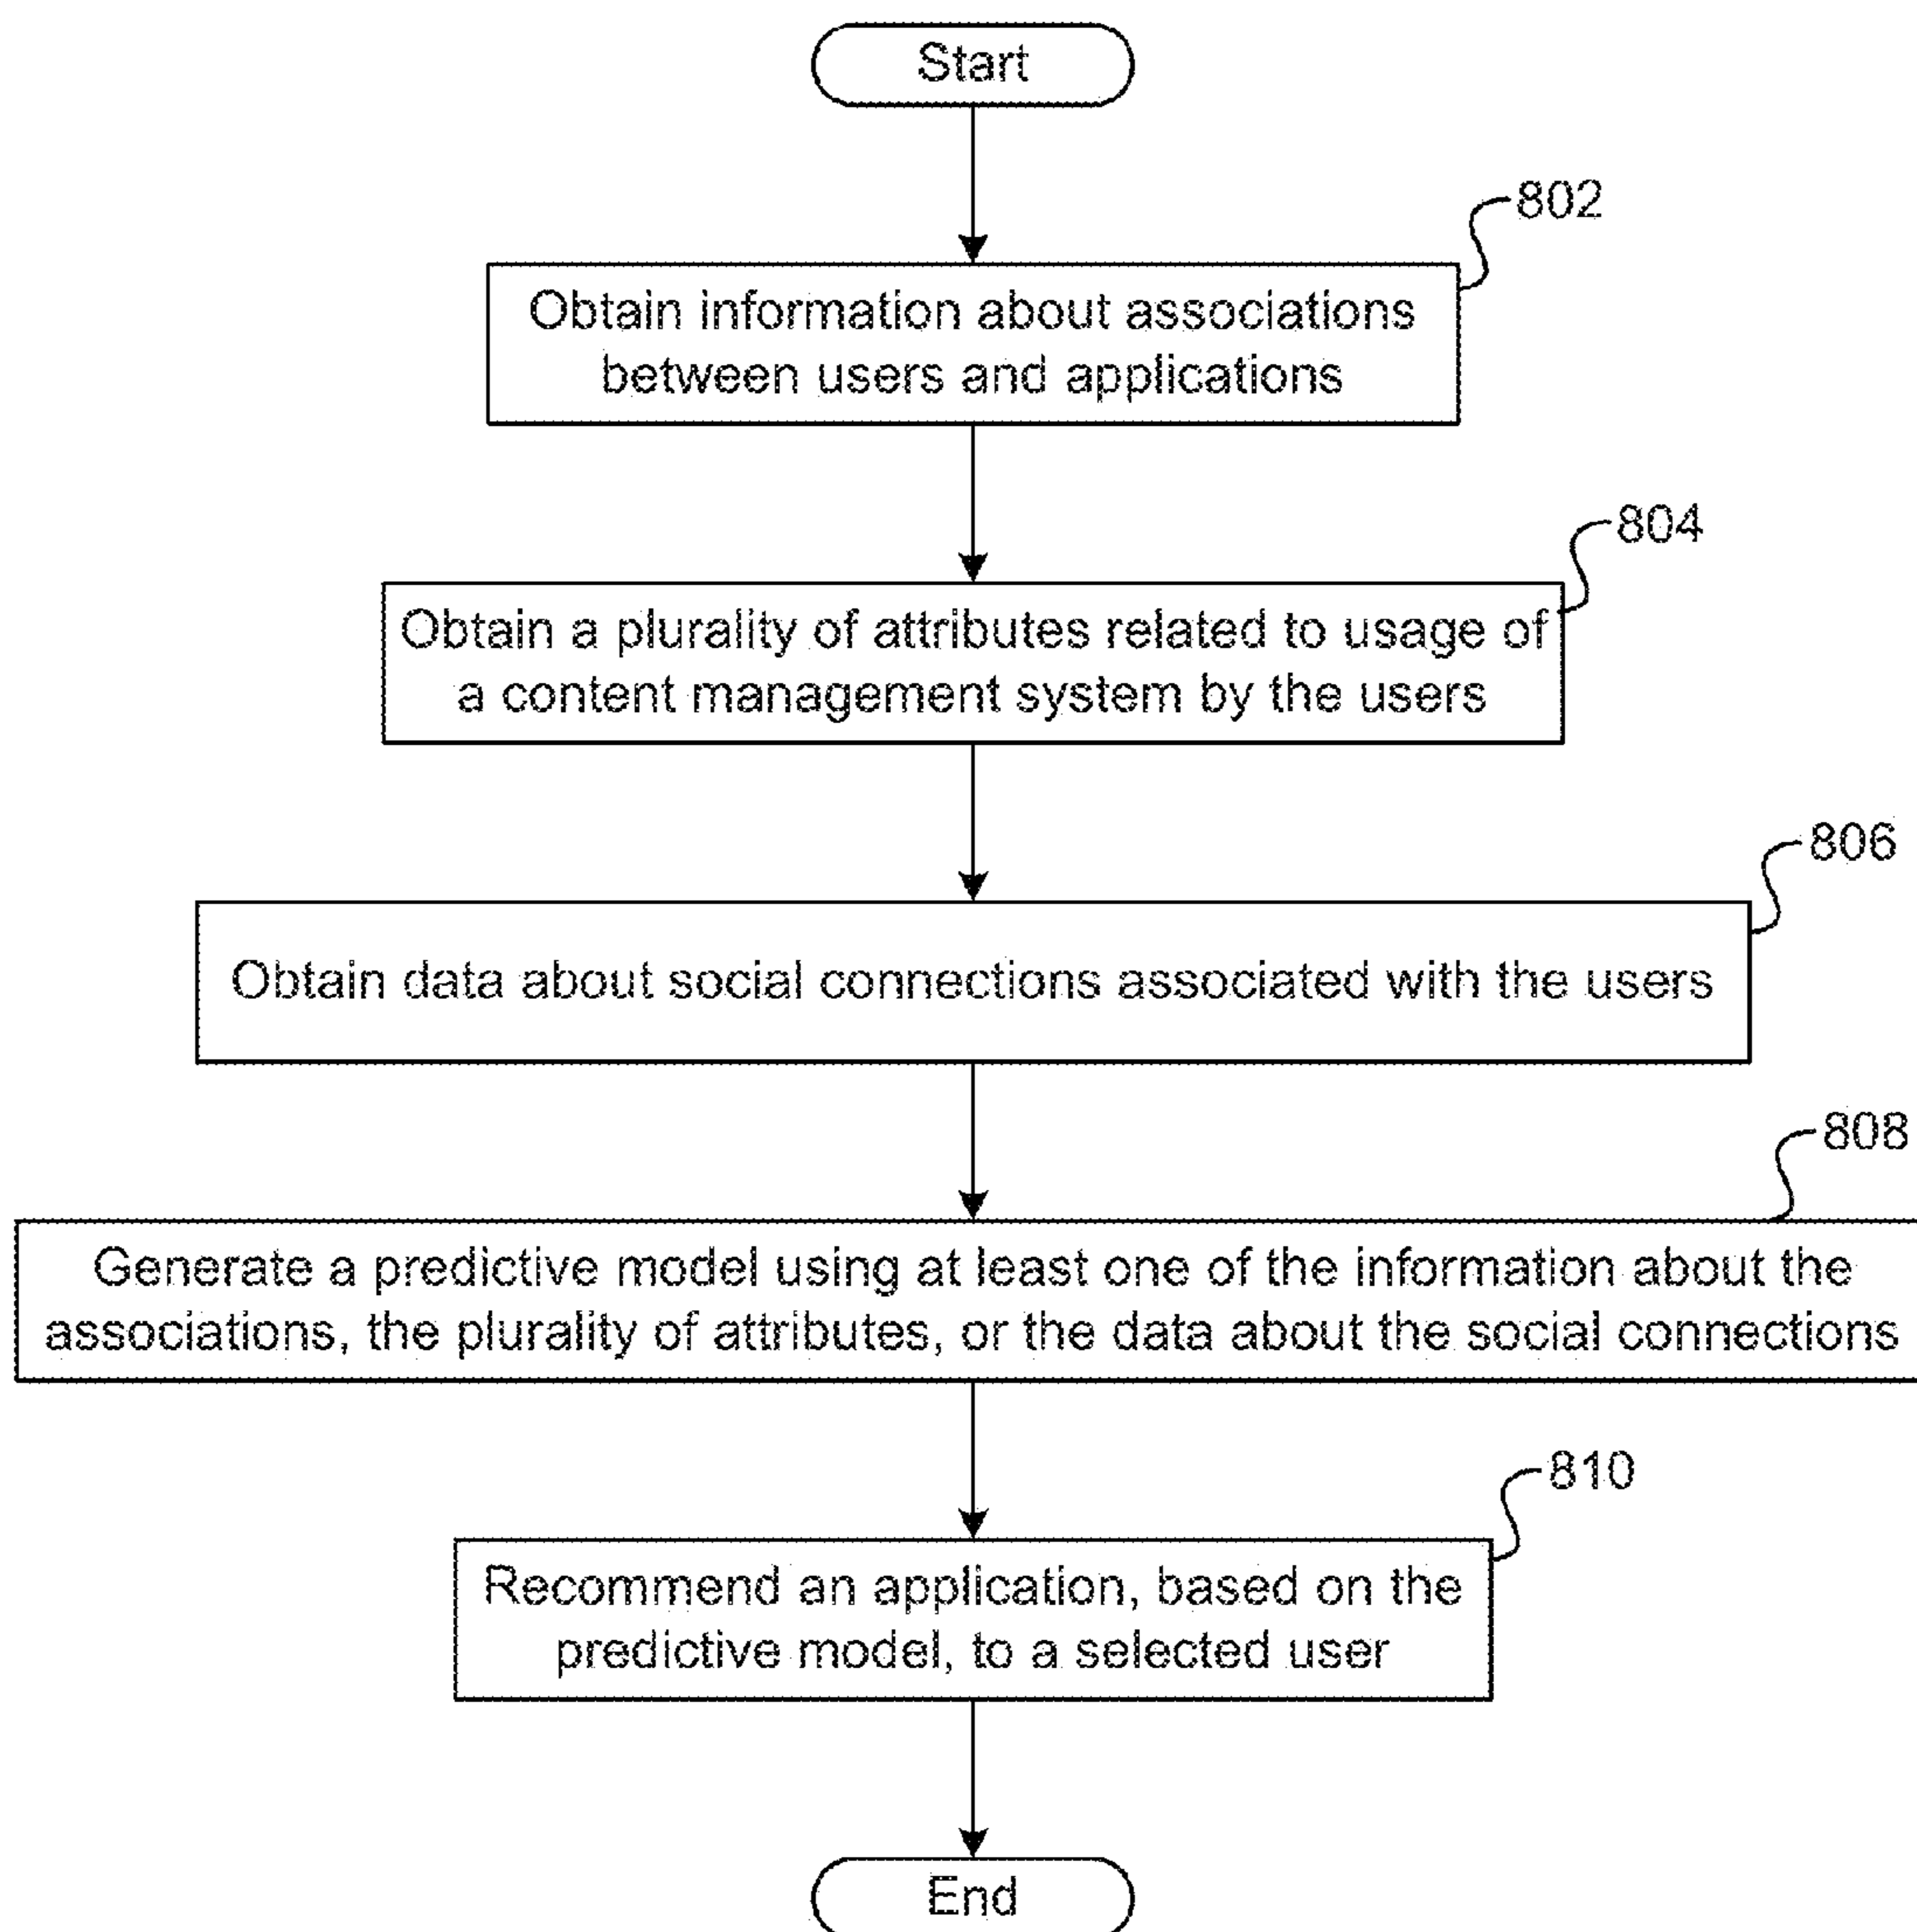 Start
802
Obtain information about associations
between users and applications
804
Obtain a plurality of attributes related to usage of
a content management system by the users
806
Obtain data about social connections associated with the users
808
Generate a predictive model using at least one of the information about the
associations, the plurality of attributes, or the data about the social connections
810
Recommend an application, based on the
predictive model, to a selected user
End